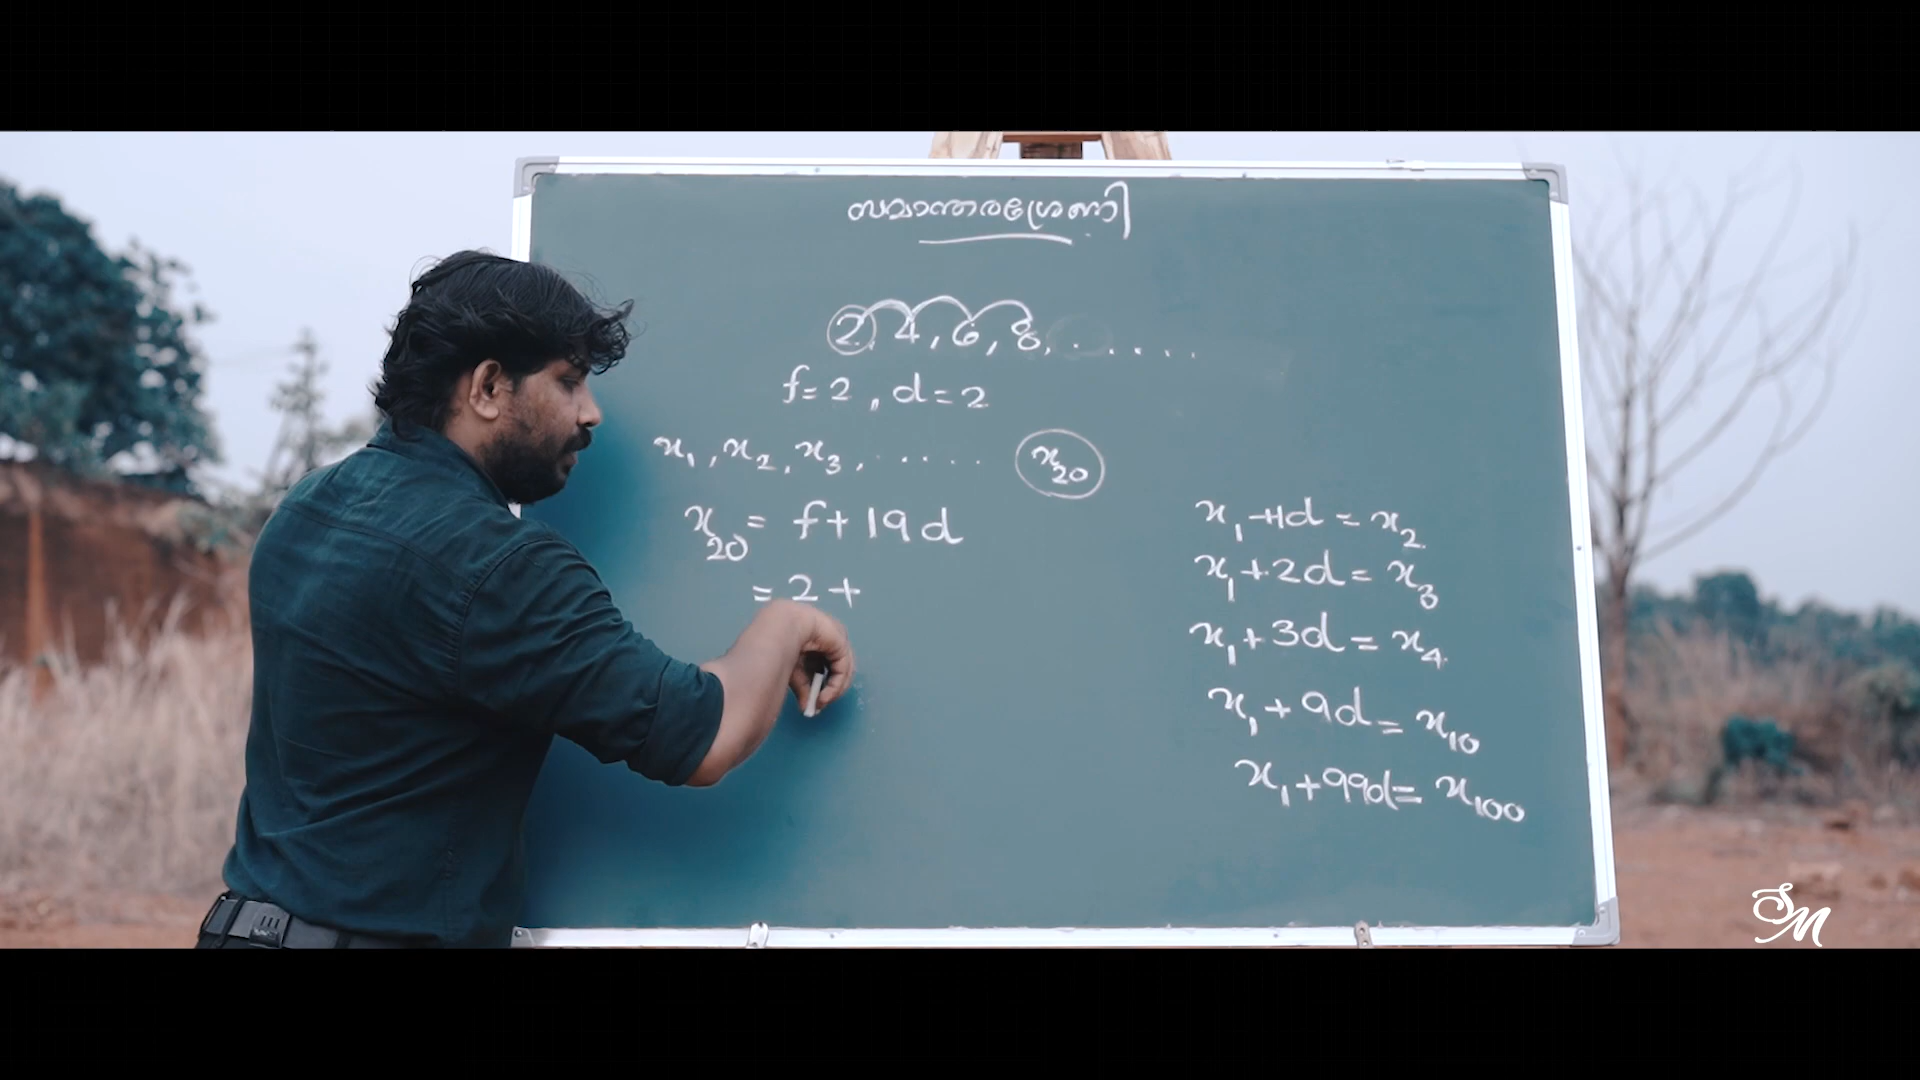 സമാന്തരശ്രേണി
2, 4, 6, 8, . . . . . .
f = 2 , d = 2
x₁ , x₂ , x₃ , . . . . . x₂₀
x₂₀ = f + 19d
= 2 +
x₁ + 1d = x₂
x₁ + 2d = x₃
x₁ + 3d = x₄
x₁ + 9d = x₁₀
x₁ + 99d = x₁₀₀
SM